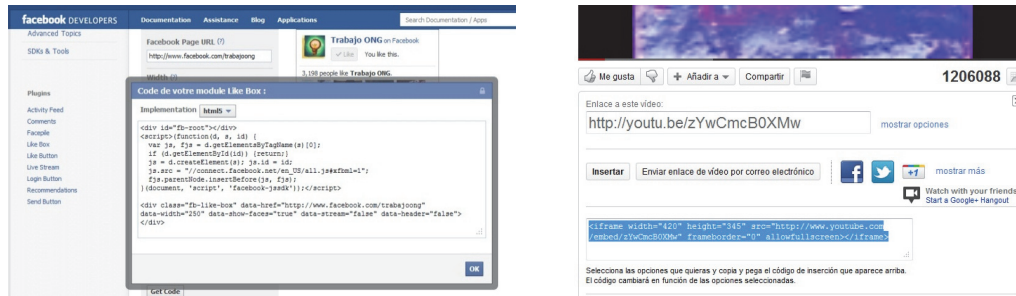 facebook DEVELOPERS
Documentation Assistance Blog Applications
Search Documentation / Apps
Advanced Topics
SDKs & Tools
Plugins
Activity Feed
Comments
Facepile
Like Box
Like Button
Live Stream
Login Button
Recommendations
Send Button
Facebook Page URL (?)
http://www.facebook.com/trabajoong
Width (?)
Trabajo ONG on Facebook
Like You like this.
3,198 people like Trabajo ONG.
Code de votre module Like Box :
Implementation html5
<div id="fb-root"></div>
<script>(function(d, s, id) {
var js, fjs = d.getElementsByTagName(s)[0];
if (d.getElementById(id)) {return;}
js = d.createElement(s); js.id = id;
js.src = "//connect.facebook.net/en_US/all.js#xfbml=1";
fjs.parentNode.insertBefore(js, fjs);
}(document, 'script', 'facebook-jssdk'));</script>
<div class="fb-like-box" data-href="http://www.facebook.com/trabajoong"
data-width="250" data-show-faces="true" data-stream="false" data-header="false">
</div>
OK
Get Code
Me gusta + Añadir a Compartir
1206088
Enlace a este vídeo:
http://youtu.be/zYwCmcB0XMw
mostrar opciones
Insertar Enviar enlace de vídeo por correo electrónico
+1 mostrar más
Watch with your friends
Start a Google+ Hangout
<iframe width="420" height="345" src="http://www.youtube.com
/embed/zYwCmcB0XMw" frameborder="0" allowfullscreen></iframe>
Selecciona las opciones que quieras y copia y pega el código de inserción que aparece arriba.
El código cambiará en función de las opciones seleccionadas.